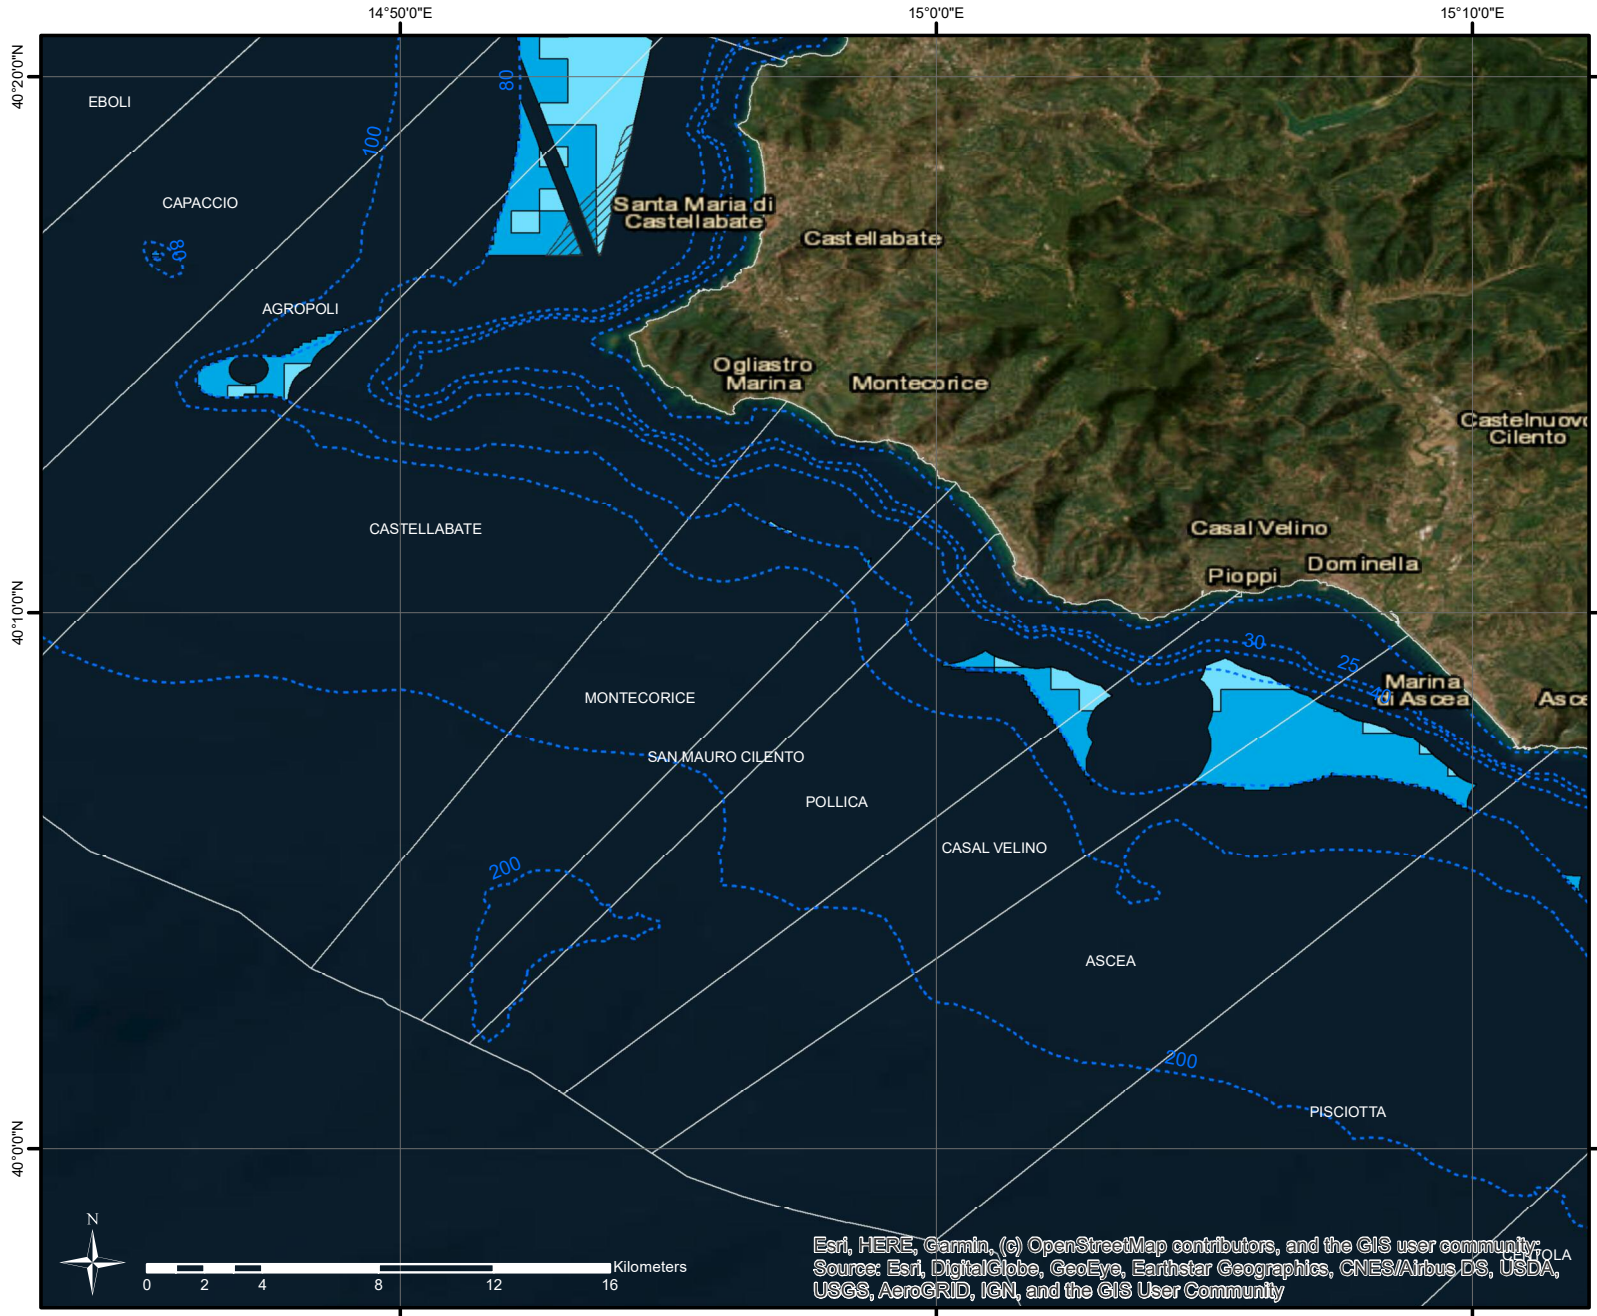 14°50'0"E
15°0'0"E
15°10'0"E
40°20'0"N
EBOLI
80
100
CAPACCIO
Santa Maria di
Castellabate
Castellabate
80
AGROPOLI
Ogliastro
Marina
Montecorice
Castelnuovo
Cilento
CASTELLABATE
Casal Velino
Dominella
Pioppi
40°10'0"N
30
25
40
Marina
di Ascea
Asce
MONTECORICE
SAN MAURO CILENTO
POLLICA
CASAL VELINO
200
ASCEA
200
PISCIOTTA
40°0'0"N
N
Kilometers
0 2 4 8 12 16
CENTOLA
Esri, HERE, Garmin, (c) OpenStreetMap contributors, and the GIS user community;
Source: Esri, DigitalGlobe, GeoEye, Earthstar Geographics, CNES/Airbus DS, USDA,
USGS, AeroGRID, IGN, and the GIS User Community